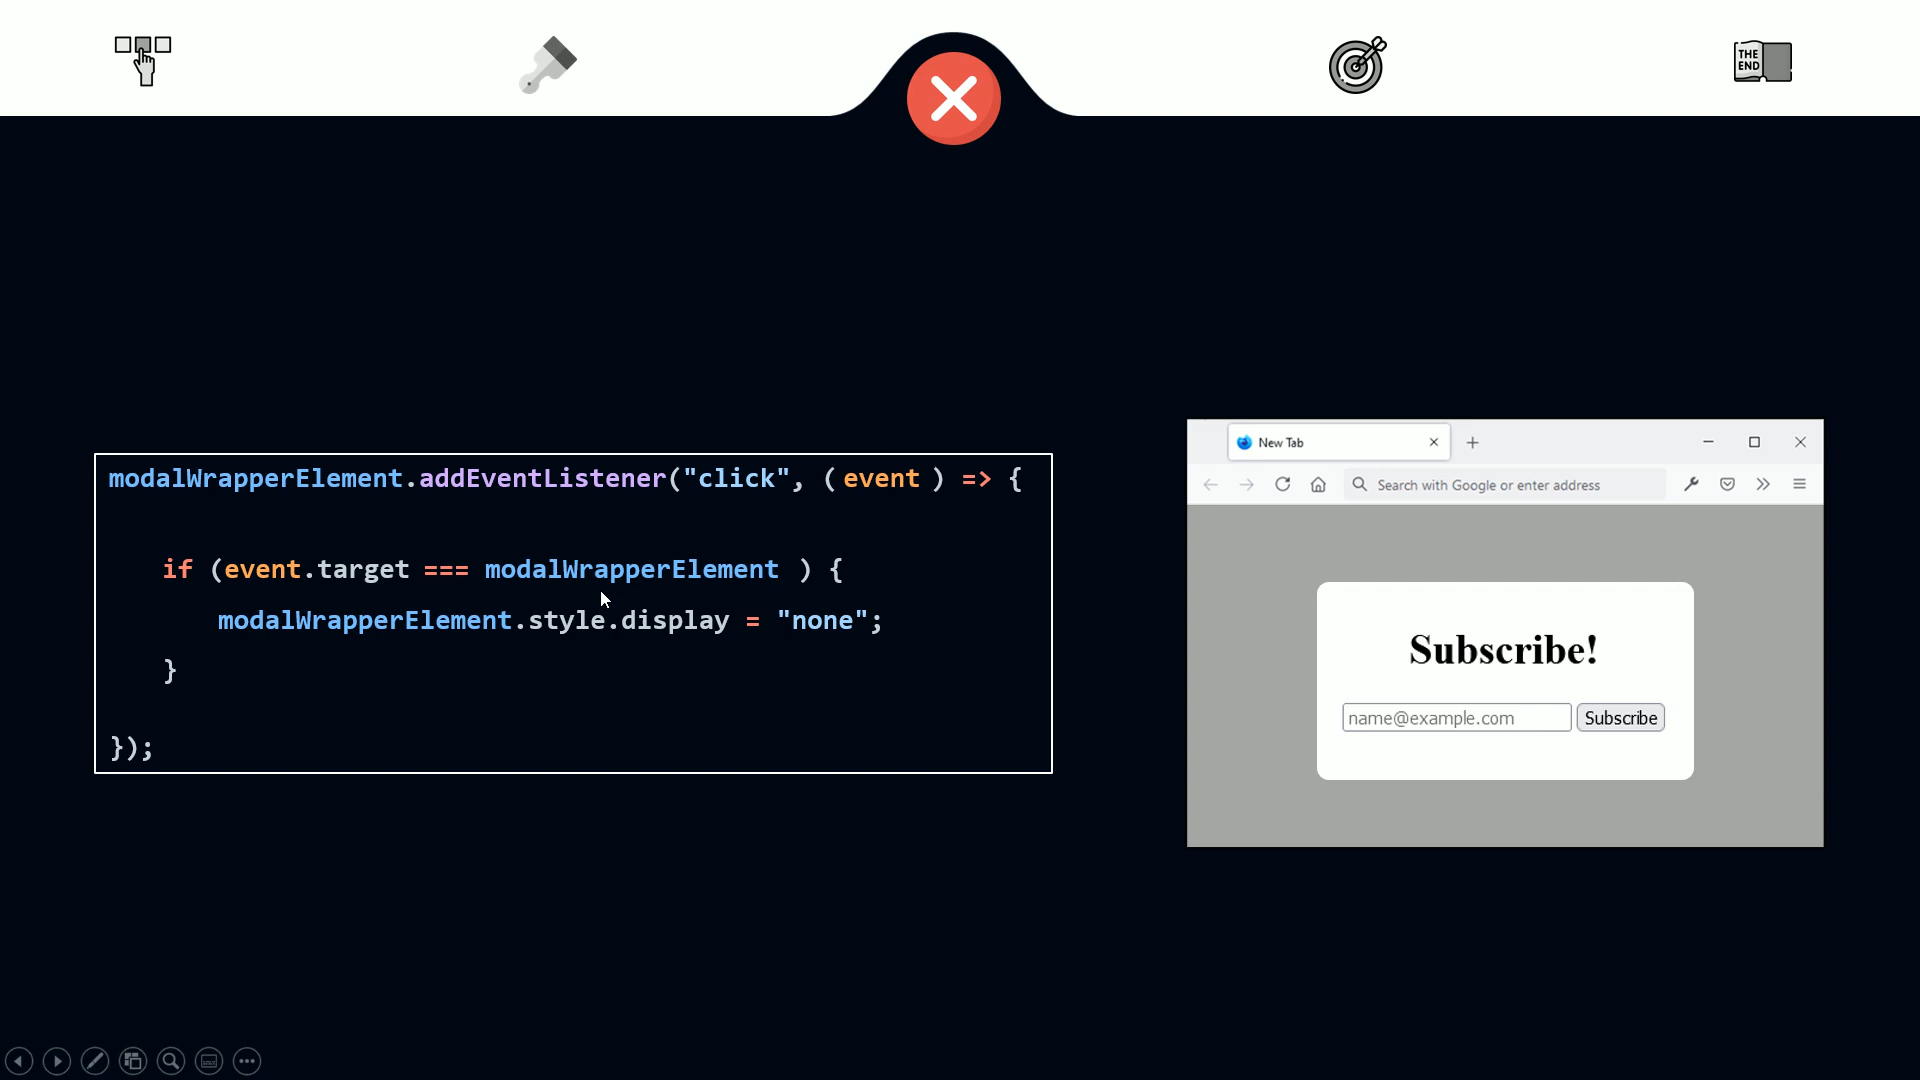 THE
END
modalWrapperElement.addEventListener("click", ( event ) => {
if (event.target === modalWrapperElement ) {
modalWrapperElement.style.display = "none";
}
});
New Tab
Search with Google or enter address
Subscribe!
name@example.com Subscribe